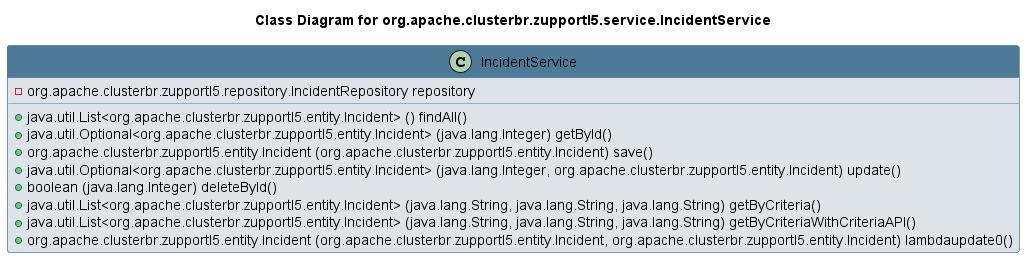 Class Diagram for org.apache.clusterbr.zupportl5.service.IncidentService
C IncidentService
org.apache.clusterbr.zupportl5.repository.IncidentRepository repository
java.util.List<org.apache.clusterbr.zupportl5.entity.Incident> () findAll()
java.util.Optional<org.apache.clusterbr.zupportl5.entity.Incident> (java.lang.Integer) getById()
org.apache.clusterbr.zupportl5.entity.Incident (org.apache.clusterbr.zupportl5.entity.Incident) save()
java.util.Optional<org.apache.clusterbr.zupportl5.entity.Incident> (java.lang.Integer, org.apache.clusterbr.zupportl5.entity.Incident) update()
boolean (java.lang.Integer) deleteById()
java.util.List<org.apache.clusterbr.zupportl5.entity.Incident> (java.lang.String, java.lang.String, java.lang.String) getByCriteria()
java.util.List<org.apache.clusterbr.zupportl5.entity.Incident> (java.lang.String, java.lang.String, java.lang.String) getByCriteriaWithCriteriaAPI()
org.apache.clusterbr.zupportl5.entity.Incident (org.apache.clusterbr.zupportl5.entity.Incident, org.apache.clusterbr.zupportl5.entity.Incident) lambdaupdate0()